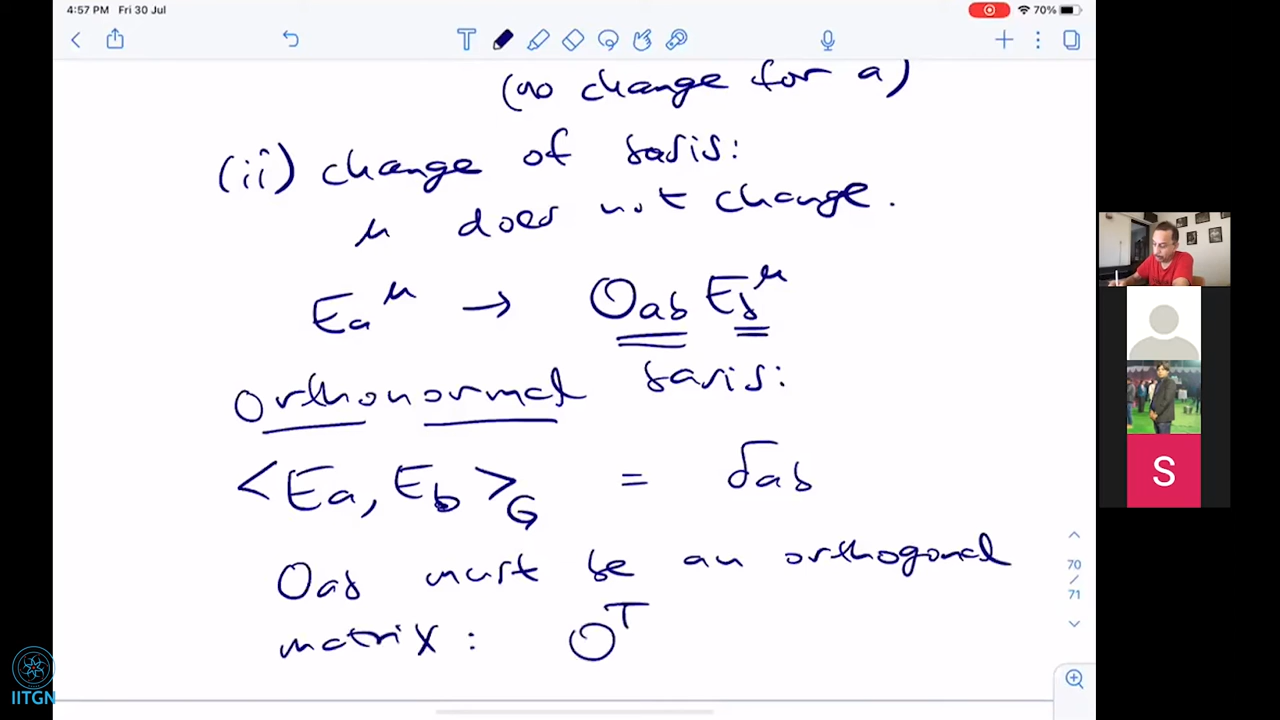 4:57 PM Fri 30 Jul
70%
(no change for a)
(ii) change of basis:
μ does not change.
Ea^μ → Oab Eb^μ
Orthonormal basis:
<Ea, Eb>G = δab
Oab must be an orthogonal
matrix: O^T
70
/
71
S
IITGN